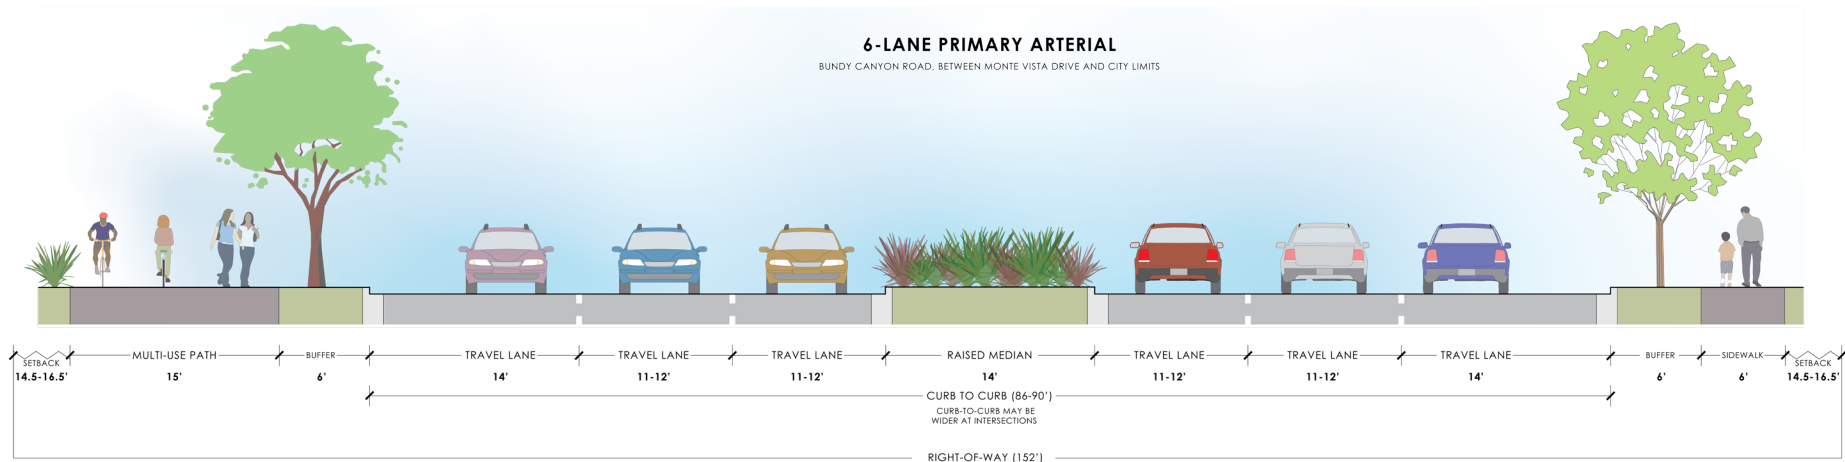 6-LANE PRIMARY ARTERIAL
BUNDY CANYON ROAD, BETWEEN MONTE VISTA DRIVE AND CITY LIMITS
SETBACK MULTI-USE PATH BUFFER TRAVEL LANE TRAVEL LANE TRAVEL LANE RAISED MEDIAN TRAVEL LANE TRAVEL LANE TRAVEL LANE BUFFER SIDEWALK SETBACK
14.5-16.5' 15' 6' 14' 11-12' 11-12' 14' 11-12' 11-12' 14' 6' 6' 14.5-16.5'
CURB TO CURB (86-90')
CURB-TO-CURB MAY BE
WIDER AT INTERSECTIONS
RIGHT-OF-WAY (152')